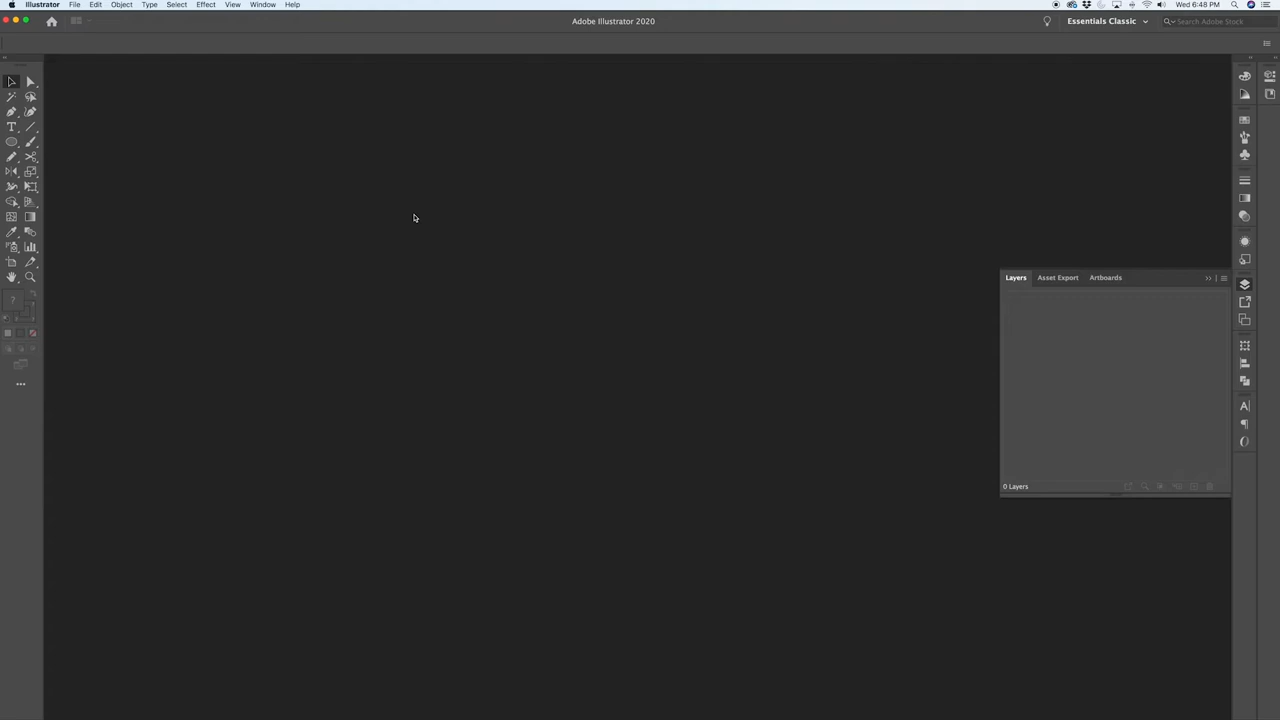 Illustrator File Edit Object Type Select Effect View Window Help Wed 6:48 PM
Adobe Illustrator 2020 Essentials Classic Search Adobe Stock
Layers Asset Export Artboards
0 Layers